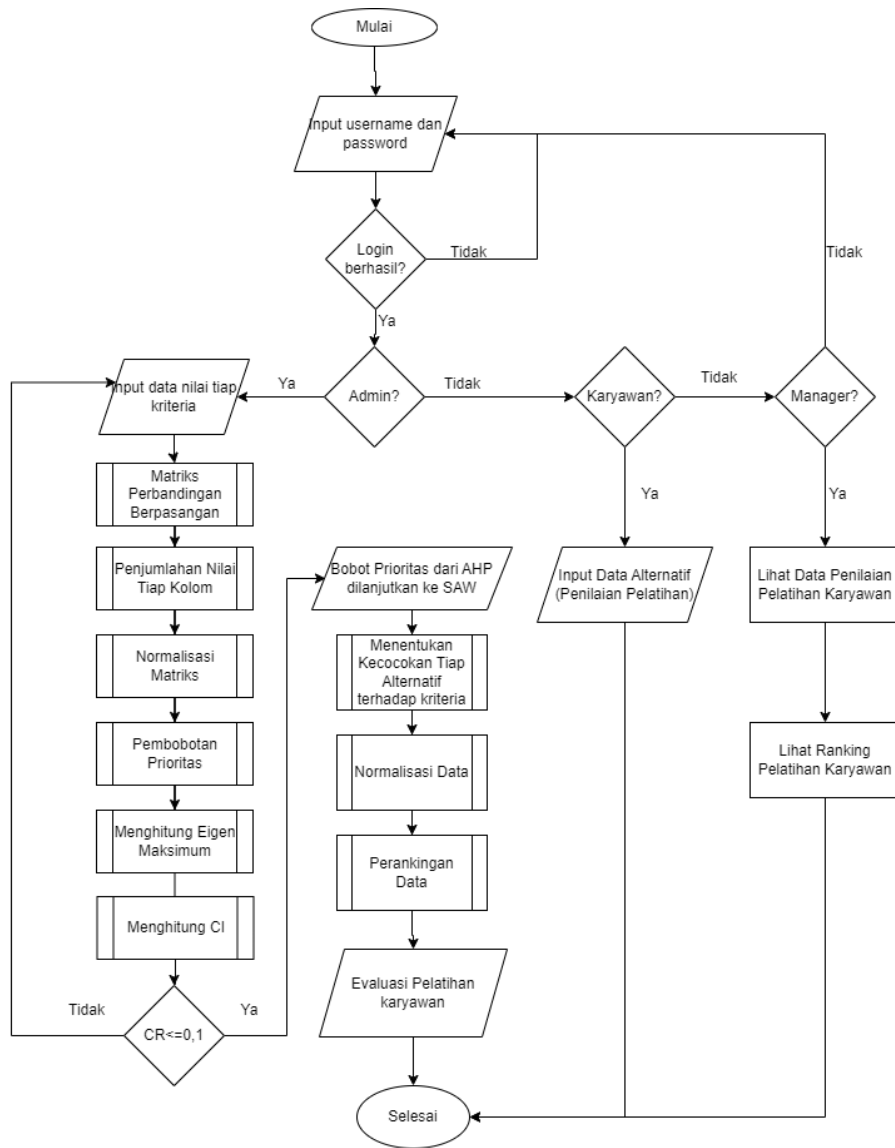 Mulai
Input username dan
password
Login
berhasil?
Tidak
Tidak
Ya
Input data nilai tiap
kriteria
Ya
Admin?
Tidak
Karyawan?
Tidak
Manager?
Matriks
Perbandingan
Berpasangan
Ya
Ya
Penjumlahan Nilai
Tiap Kolom
Bobot Prioritas dari AHP
dilanjutkan ke SAW
Input Data Alternatif
(Penilaian Pelatihan)
Lihat Data Penilaian
Pelatihan Karyawan
Normalisasi
Matriks
Menentukan
Kecocokan Tiap
Alternatif
terhadap kriteria
Pembobotan
Prioritas
Normalisasi Data
Lihat Ranking
Pelatihan Karyawan
Menghitung Eigen
Maksimum
Perankingan
Data
Menghitung CI
Evaluasi Pelatihan
karyawan
Tidak
CR<=0,1
Ya
Selesai